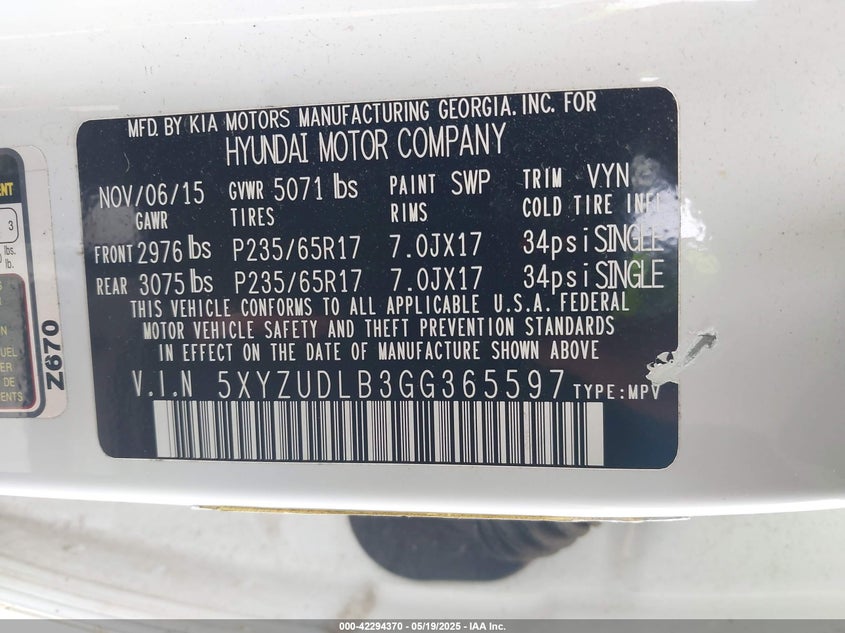 MFD. BY KIA MOTORS MANUFACTURING GEORGIA. INC. FOR
HYUNDAI MOTOR COMPANY
NOV/06/15 GVWR 5071 lbs PAINT SWP TRIM VYN
GAWR TIRES RIMS COLD TIRE INFL
FRONT 2976 lbs P235/65R17 7.0JX17 34psi SINGLE
REAR 3075 lbs P235/65R17 7.0JX17 34psi SINGLE
THIS VEHICLE CONFORMS TO ALL APPLICABLE U.S.A. FEDERAL
MOTOR VEHICLE SAFETY AND THEFT PREVENTION STANDARDS
IN EFFECT ON THE DATE OF MANUFACTURE SHOWN ABOVE
V.I.N 5XYZUDLB3GG365597 TYPE:MPV
3
lbs.
lb.
Z670
000-42294370 - 05/19/2025 - IAA Inc.